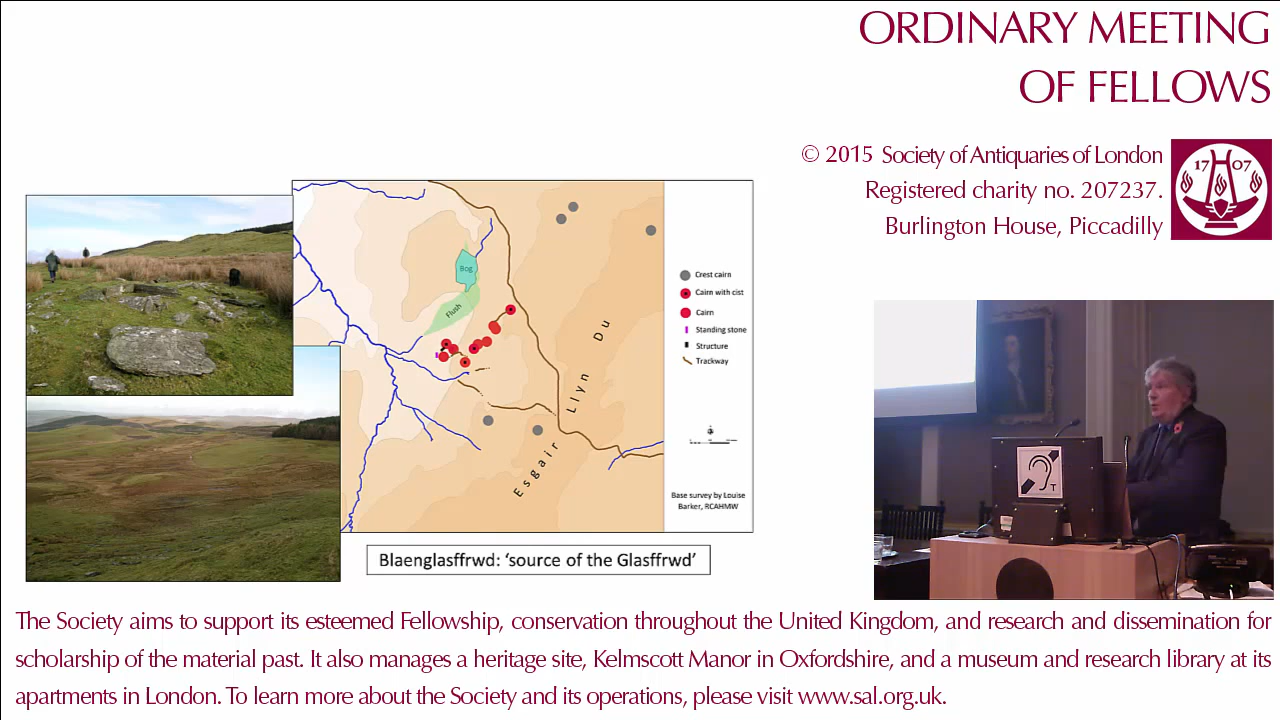 ORDINARY MEETING
OF FELLOWS
© 2015 Society of Antiquaries of London
Registered charity no. 207237.
Burlington House, Piccadilly
17 07
Bog
Flush
Esgair Llyn Du
Crest cairn
Cairn with cist
Cairn
Standing stone
Structure
Trackway
Base survey by Louise
Barker, RCAHMW
Blaenglasffrwd: ‘source of the Glasffrwd’
T
The Society aims to support its esteemed Fellowship, conservation throughout the United Kingdom, and research and dissemination for
scholarship of the material past. It also manages a heritage site, Kelmscott Manor in Oxfordshire, and a museum and research library at its
apartments in London. To learn more about the Society and its operations, please visit www.sal.org.uk.